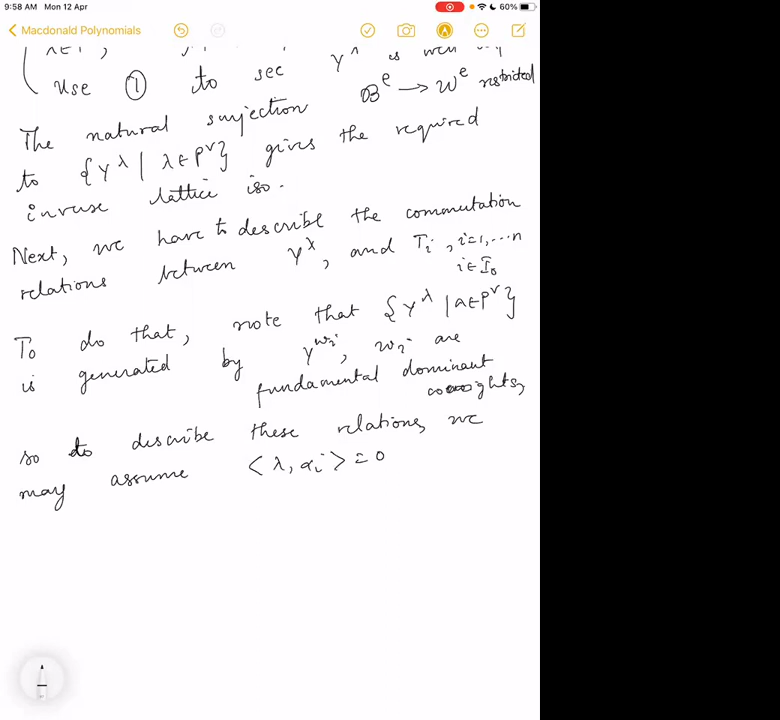 9:58 AM Mon 12 Apr
60%
Macdonald Polynomials
Use ① to see Y^λ is well
The natural surjection B^e → W^e restricted
to {Y^λ | λ ∈ P^v} gives the required
inverse lattice iso.
Next, we have to describe the commutation
relations between Y^λ, and T_i, i=1,...n
i ∈ I_0
To do that, note that {Y^λ | λ ∈ P^v}
is generated by Y^{ω_i}, ω_i are
fundamental dominant
coweights,
so to describe these relations, we
may assume <λ, α_i> = 0